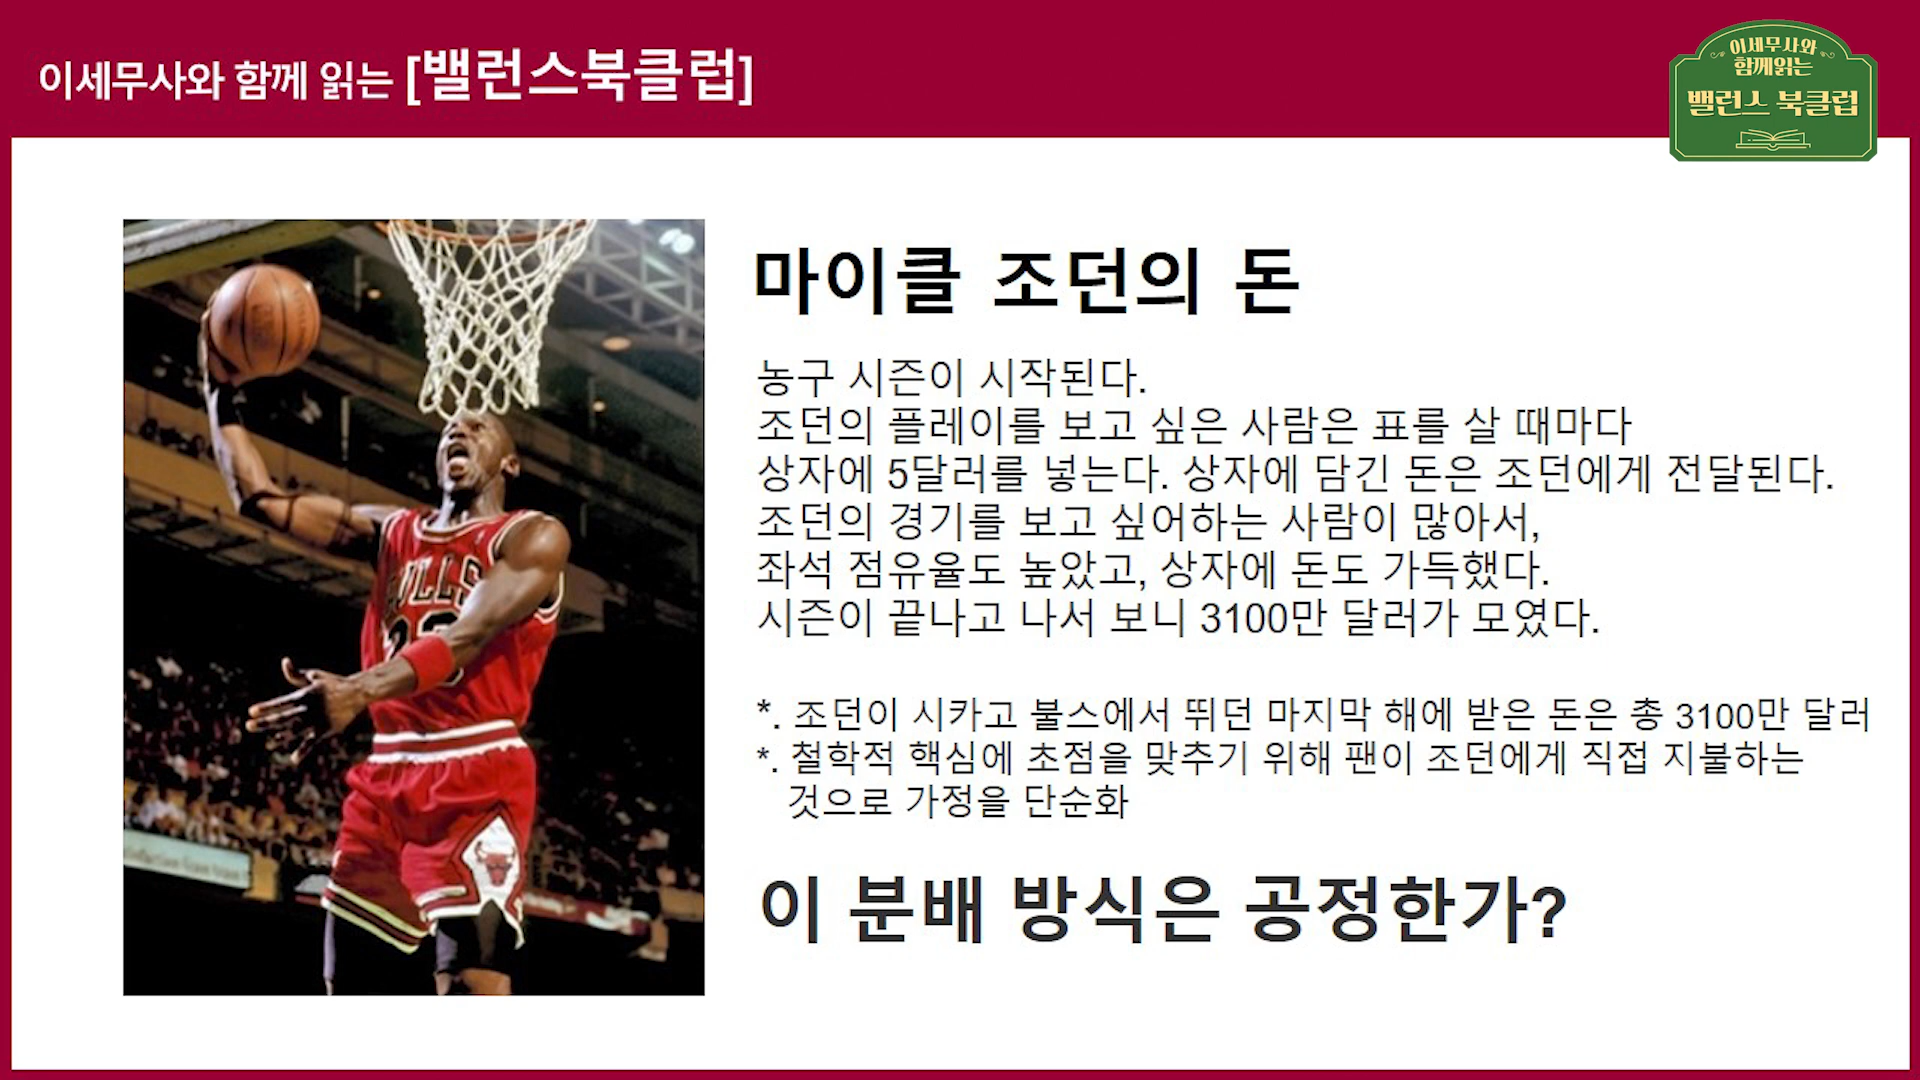 이세무사와 함께 읽는 [밸런스북클럽]
이세무사와
함께읽는
밸런스 북클럽
마이클 조던의 돈
농구 시즌이 시작된다.
조던의 플레이를 보고 싶은 사람은 표를 살 때마다
상자에 5달러를 넣는다. 상자에 담긴 돈은 조던에게 전달된다.
조던의 경기를 보고 싶어하는 사람이 많아서,
좌석 점유율도 높았고, 상자에 돈도 가득했다.
시즌이 끝나고 나서 보니 3100만 달러가 모였다.
*. 조던이 시카고 불스에서 뛰던 마지막 해에 받은 돈은 총 3100만 달러
*. 철학적 핵심에 초점을 맞추기 위해 팬이 조던에게 직접 지불하는
것으로 가정을 단순화
이 분배 방식은 공정한가?
BULLS
23